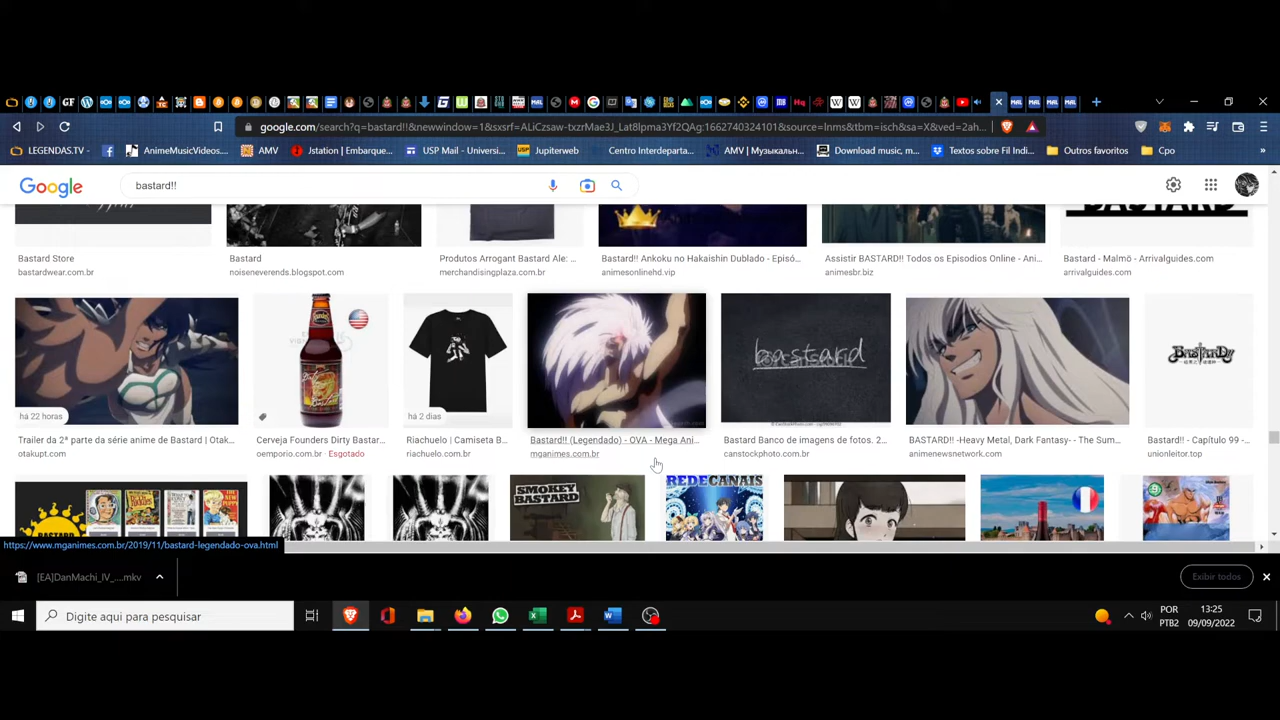 google.com/search?q=bastard!!&newwindow=1&sxsrf=ALiCzsaw-txzrMae3J_Lat8lpma3Yf2Qag:1662740324101&source=lnms&tbm=isch&sa=X&ved=2ah...
LEGENDAS.TV - AnimeMusicVideos.... AMV Jstation | Embarque... USP Mail - Universi... Jupiterweb Centro Interdeparta... AMV | Музыкальн... Download music, m... Textos sobre Fil Indi... Outros favoritos Cpo »
Google bastard!!
BASTARD
Bastard Store
bastardwear.com.br
Bastard
noiseneverends.blogspot.com
Produtos Arrogant Bastard Ale: ...
merchandisingplaza.com.br
Bastard!! Ankoku no Hakaishin Dublado - Episó...
animesonlinehd.vip
Assistir BASTARD!! Todos os Episodios Online - Ani...
animesbr.biz
Bastard - Malmö - Arrivalguides.com
arrivalguides.com
há 22 horas
há 2 dias
bastard
BASTARD!!
Trailer da 2ª parte da série anime de Bastard | Otak...
otakupt.com
Cerveja Founders Dirty Bastar...
oemporio.com.br · Esgotado
Riachuelo | Camiseta B...
riachuelo.com.br
Bastard!! (Legendado) - OVA - Mega Ani...
mganimes.com.br
Bastard Banco de imagens de fotos. 2...
canstockphoto.com.br
BASTARD!! -Heavy Metal, Dark Fantasy- - The Sum...
animenewsnetwork.com
Bastard!! - Capítulo 99 -...
unionleitor.top
SMOKEY
BASTARD
REDECANAIS
https://www.mganimes.com.br/2019/11/bastard-legendado-ova.html
[EA]DanMachi_IV_....mkv
Exibir todos
Digite aqui para pesquisar
POR
PTB2
13:25
09/09/2022